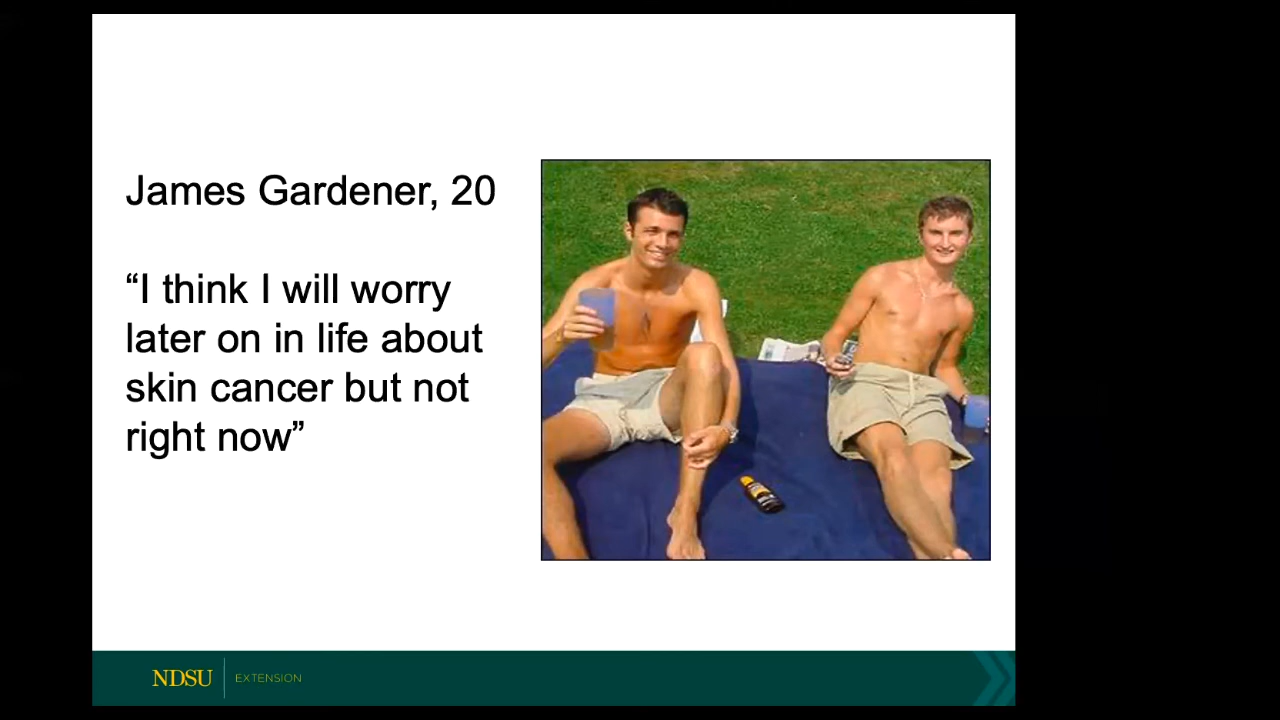 James Gardener, 20
“I think I will worry
later on in life about
skin cancer but not
right now”
NDSU EXTENSION